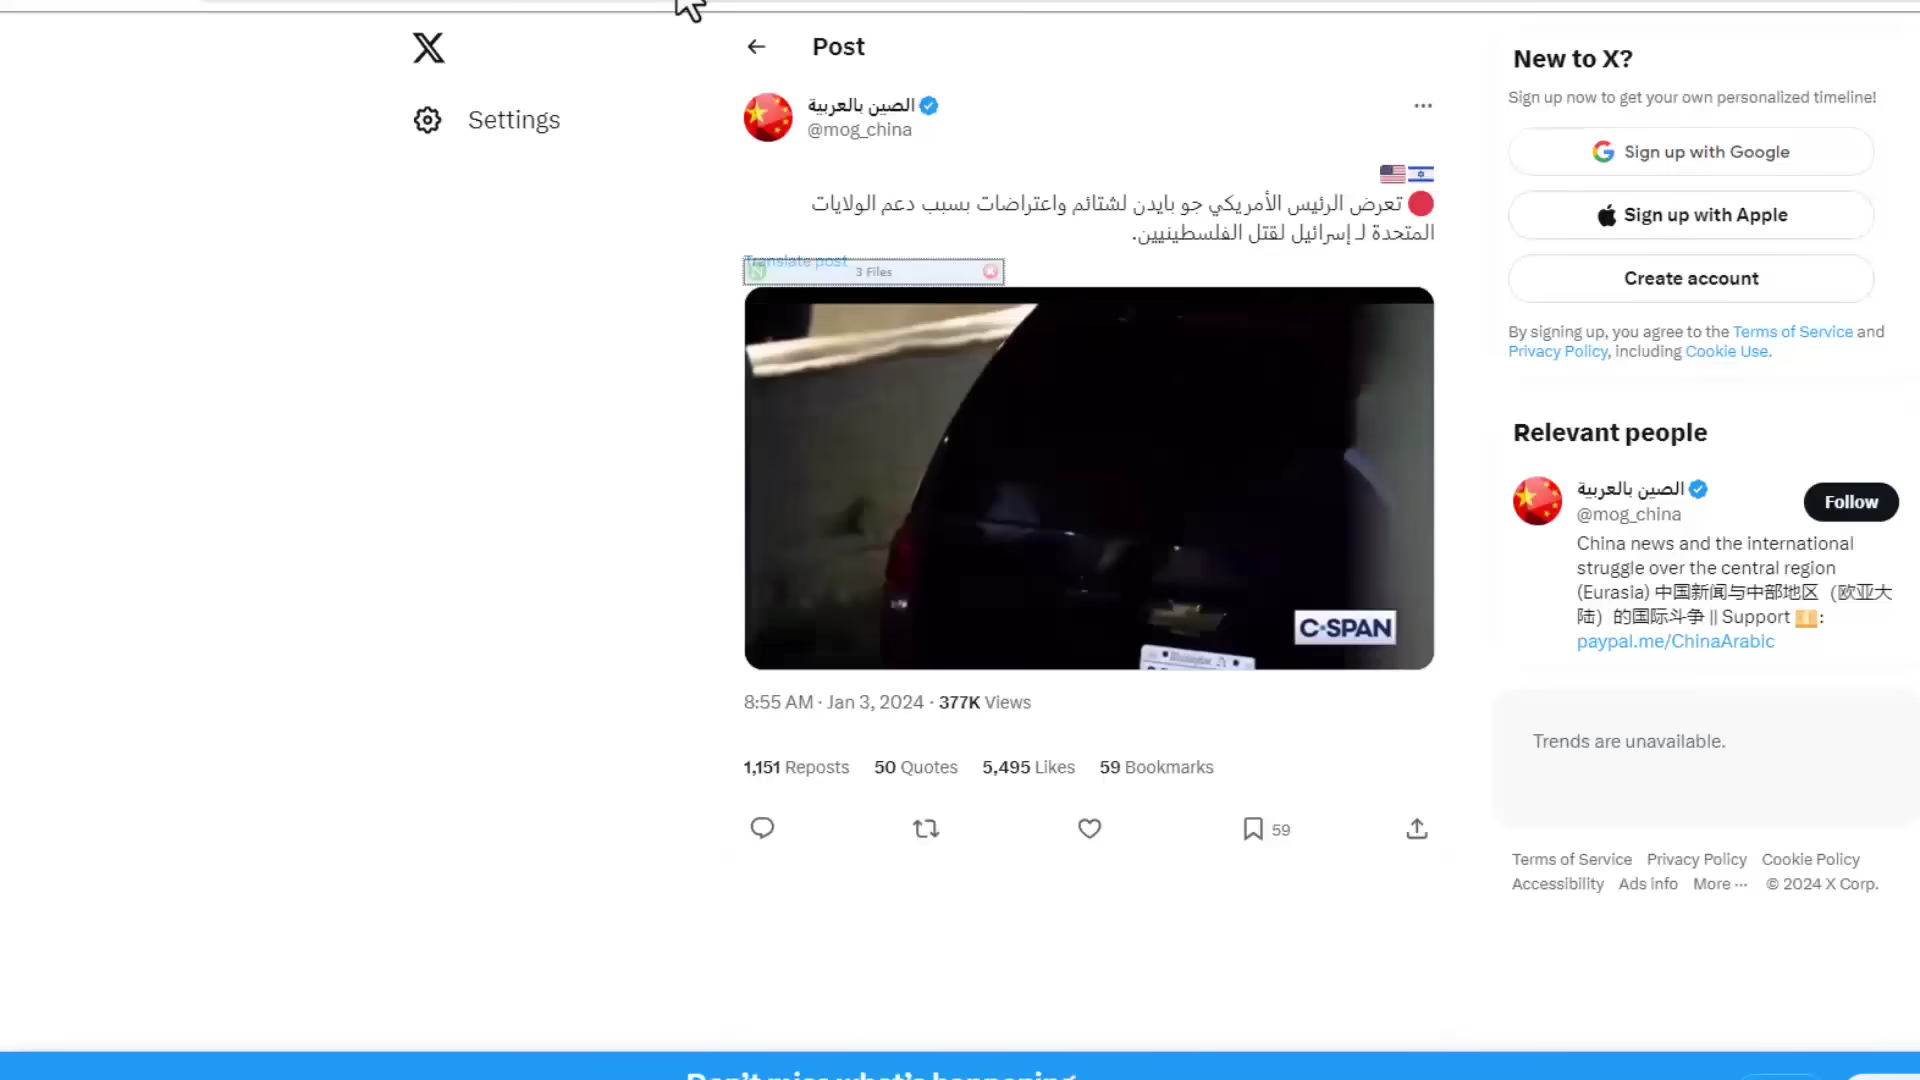 Post
الصين بالعربية
@mog_china
Settings
تعرض الرئيس الأمريكي جو بايدن لشتائم واعتراضات بسبب دعم الولايات
المتحدة لـ إسرائيل لقتل الفلسطينيين.
Translate post
3 Files
C-SPAN
8:55 AM · Jan 3, 2024 · 377K Views
1,151 Reposts 50 Quotes 5,495 Likes 59 Bookmarks
59
New to X?
Sign up now to get your own personalized timeline!
Sign up with Google
Sign up with Apple
Create account
By signing up, you agree to the Terms of Service and
Privacy Policy, including Cookie Use.
Relevant people
الصين بالعربية
@mog_china
Follow
China news and the international
struggle over the central region
(Eurasia) 中国新闻与中部地区（欧亚大
陆）的国际斗争 || Support :
paypal.me/ChinaArabic
Trends are unavailable.
Terms of Service Privacy Policy Cookie Policy
Accessibility Ads info More ··· © 2024 X Corp.
Don't miss what's happening